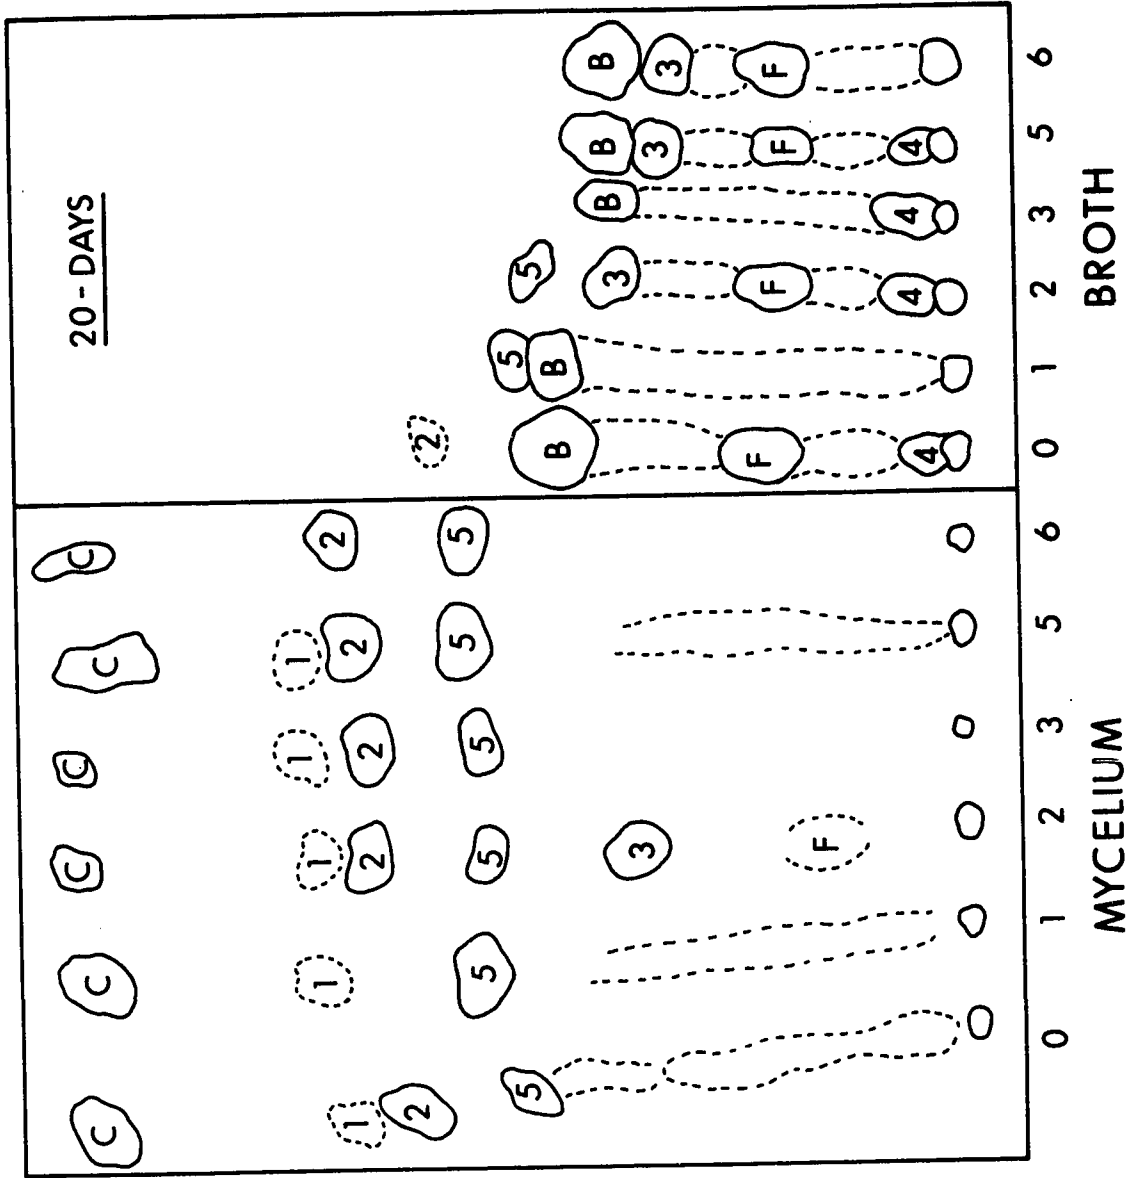 20-DAYS
C C C C C C
1 1 1 1 1
2 2 2 2 2 2
5 5 5 5 5 5 5 5
B B B B B
3 3 3 3
F F F F F
4 4 4 4
0 1 2 3 5 6 0 1 2 3 5 6
MYCELIUM BROTH